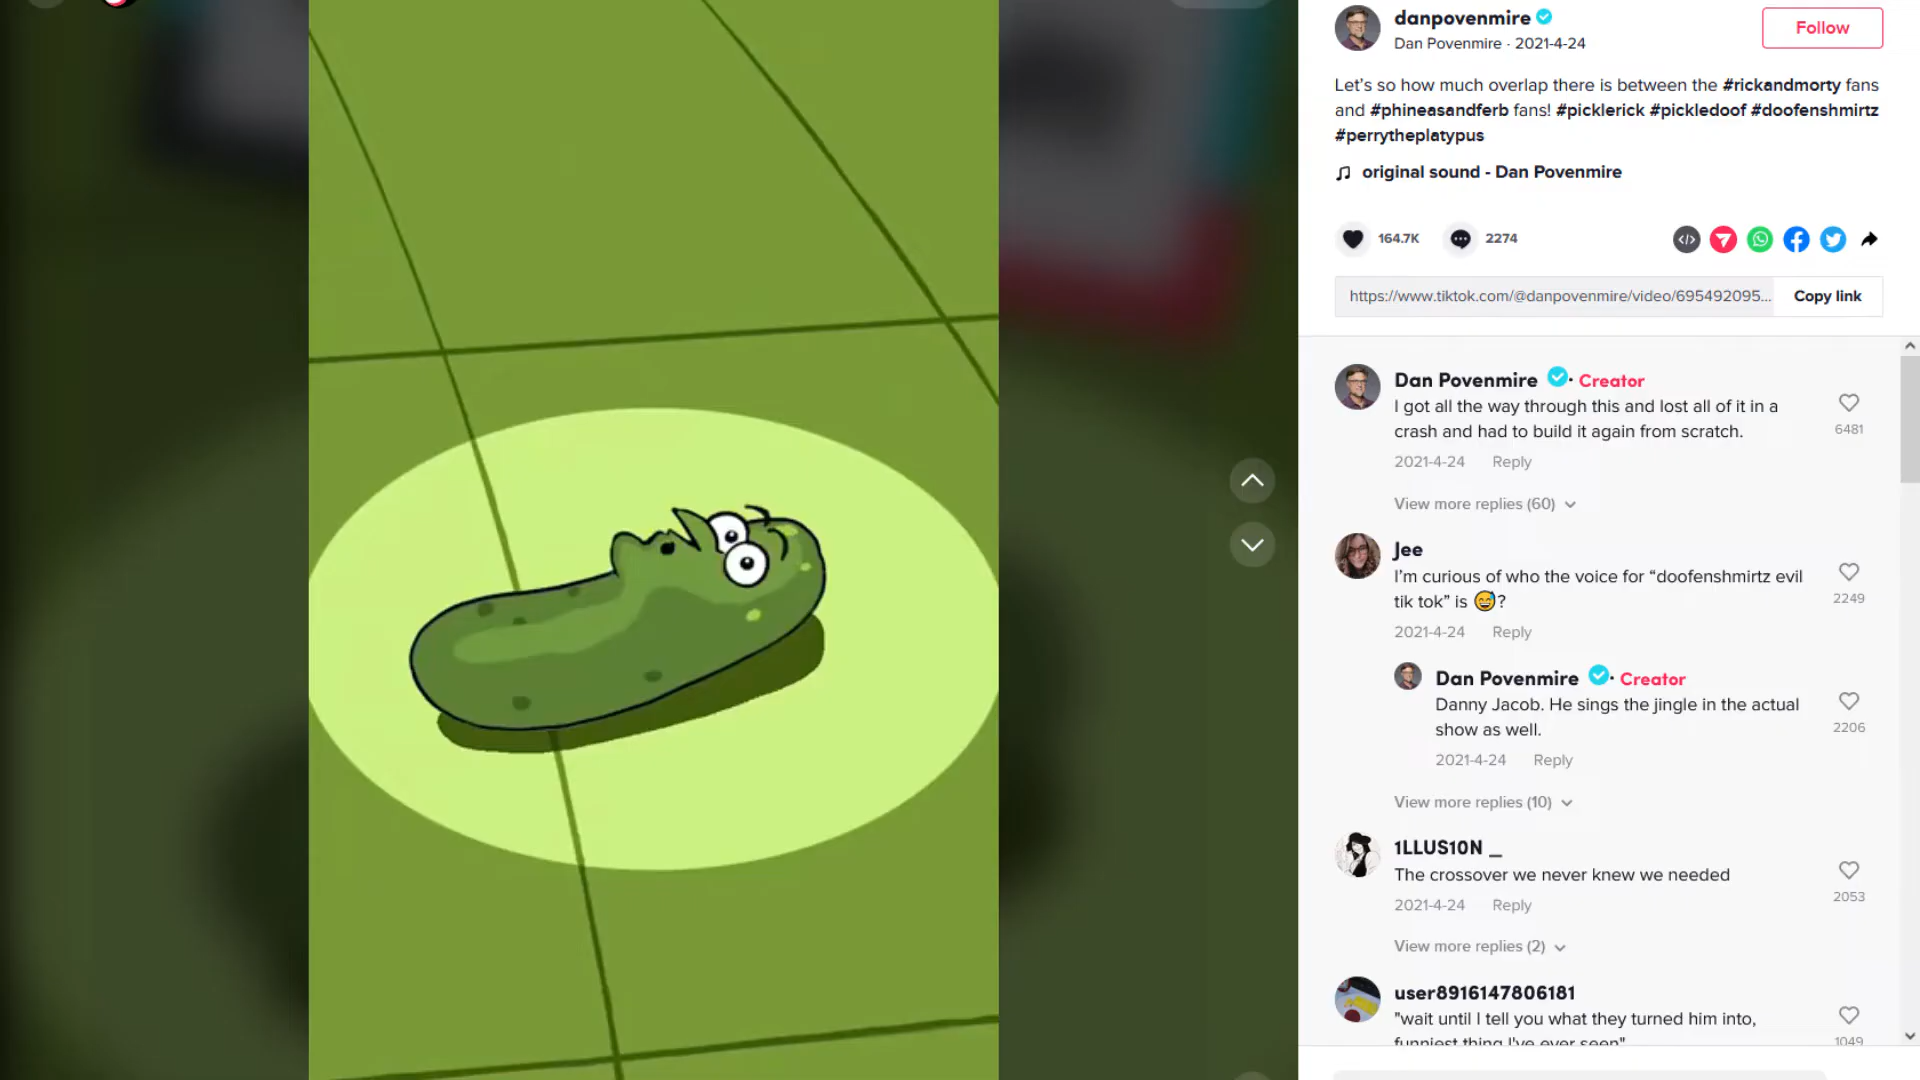 danpovenmire
Dan Povenmire · 2021-4-24
Follow
Let's so how much overlap there is between the #rickandmorty fans
and #phineasandferb fans! #picklerick #pickledoof #doofenshmirtz
#perrytheplatypus
original sound - Dan Povenmire
164.7K
2274
https://www.tiktok.com/@danpovenmire/video/695492095...
Copy link
Dan Povenmire · Creator
I got all the way through this and lost all of it in a
crash and had to build it again from scratch.
6481
2021-4-24 Reply
View more replies (60)
Jee
I'm curious of who the voice for “doofenshmirtz evil
tik tok” is 😅?
2249
2021-4-24 Reply
Dan Povenmire · Creator
Danny Jacob. He sings the jingle in the actual
show as well.
2206
2021-4-24 Reply
View more replies (10)
1LLUS10N _
The crossover we never knew we needed
2053
2021-4-24 Reply
View more replies (2)
user8916147806181
"wait until I tell you what they turned him into,
funniest thing I've ever seen"
1049